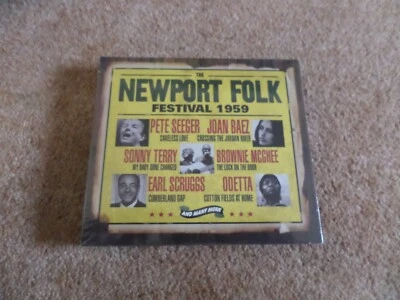 THE
NEWPORT FOLK
FESTIVAL 1959
PETE SEEGER JOAN BAEZ
CARELESS LOVE CROSSING THE JORDAN RIVER
SONNY TERRY BROWNIE MCGHEE
MY BABY DONE CHANGED THE LOCK ON THE DOOR
EARL SCRUGGS ODETTA
CUMBERLAND GAP COTTON FIELDS AT HOME
AND MANY MORE